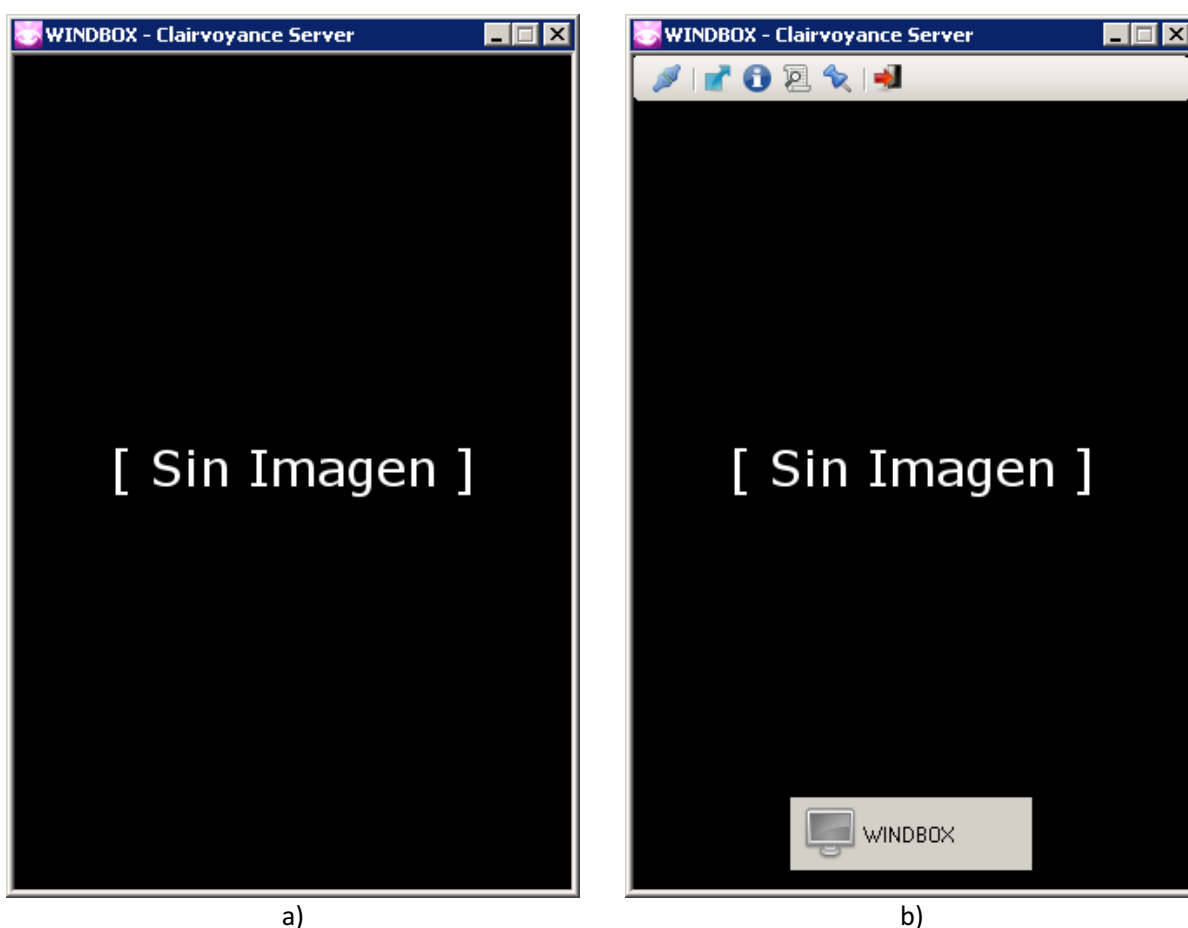 WINDBOX - Clairvoyance Server
[ Sin Imagen ]
a)
WINDBOX - Clairvoyance Server
[ Sin Imagen ]
WINDBOX
b)